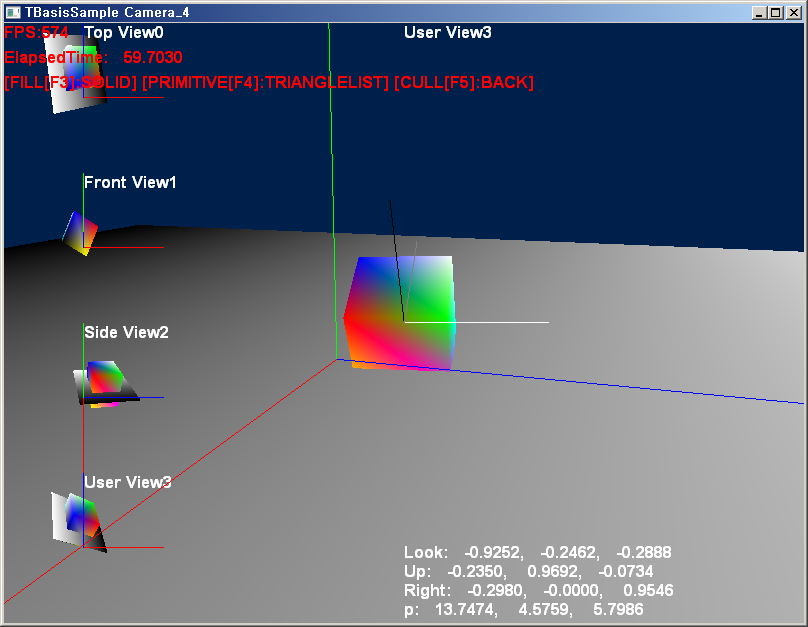 TBasisSample Camera_4
FPS:574 Top View0 User View3
ElapsedTime: 59.7030
[FILL[F3]:SOLID] [PRIMITIVE[F4]:TRIANGLELIST] [CULL[F5]:BACK]
Front View1
Side View2
User View3
Look: -0.9252, -0.2462, -0.2888
Up: -0.2350, 0.9692, -0.0734
Right: -0.2980, -0.0000, 0.9546
p: 13.7474, 4.5759, 5.7986